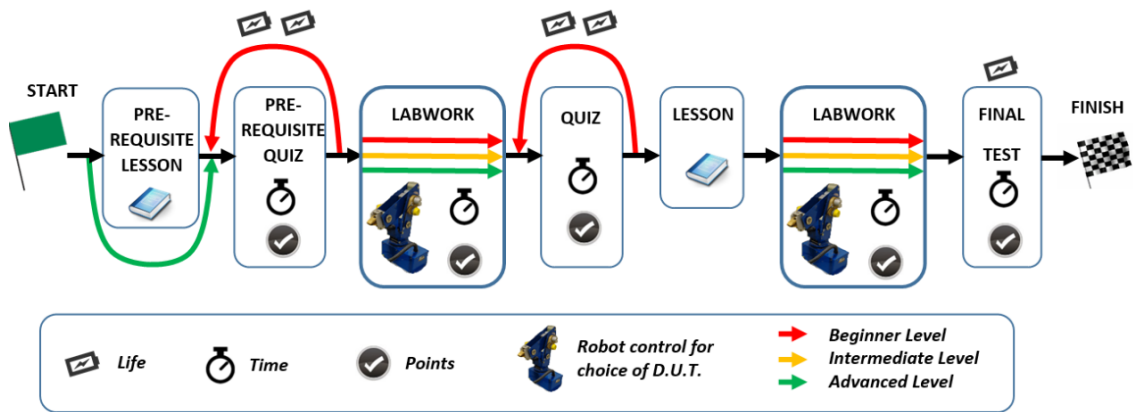 START
PRE-
REQUISITE
LESSON
PRE-
REQUISITE
QUIZ
LABWORK
QUIZ
LESSON
LABWORK
FINAL
TEST
FINISH
Life
Time
Points
Robot control for
choice of D.U.T.
Beginner Level
Intermediate Level
Advanced Level